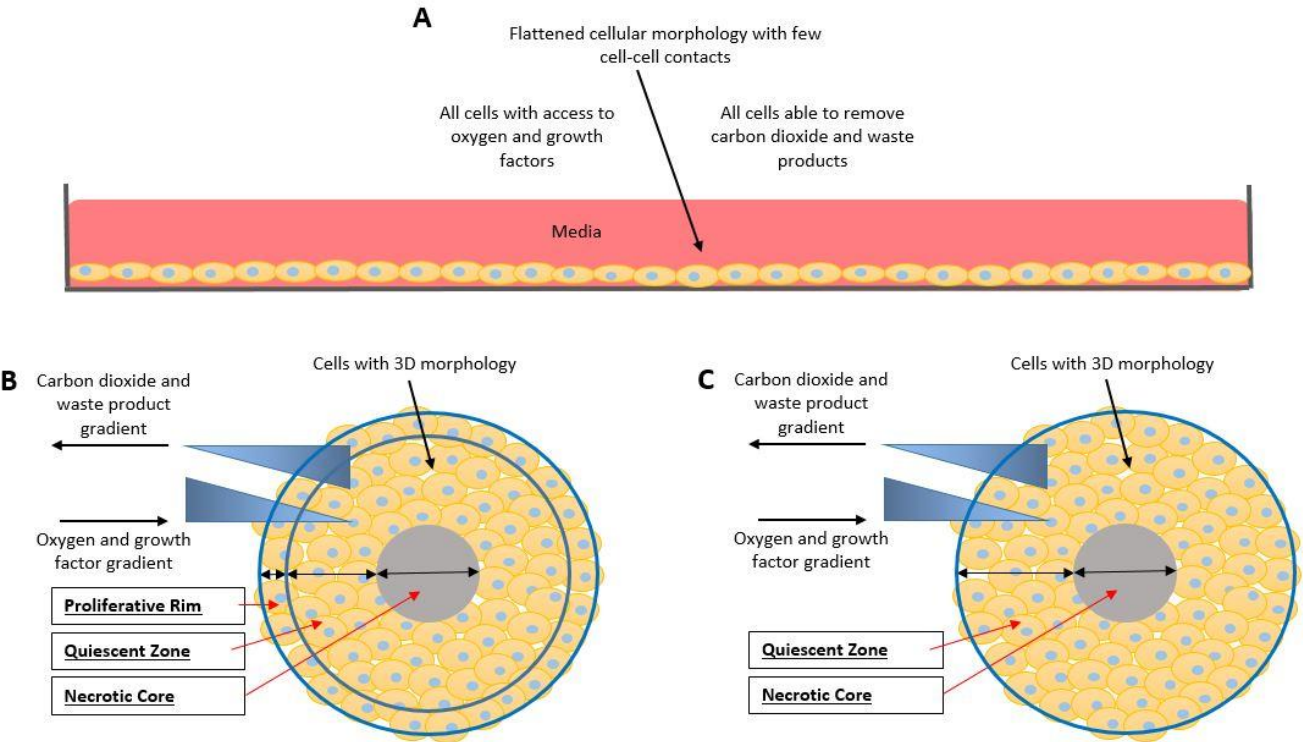 A
Flattened cellular morphology with few
cell-cell contacts
All cells with access to
oxygen and growth
factors
All cells able to remove
carbon dioxide and waste
products
Media
B
Cells with 3D morphology
Carbon dioxide and
waste product
gradient
Oxygen and growth
factor gradient
Proliferative Rim
Quiescent Zone
Necrotic Core
C
Cells with 3D morphology
Carbon dioxide and
waste product
gradient
Oxygen and growth
factor gradient
Quiescent Zone
Necrotic Core